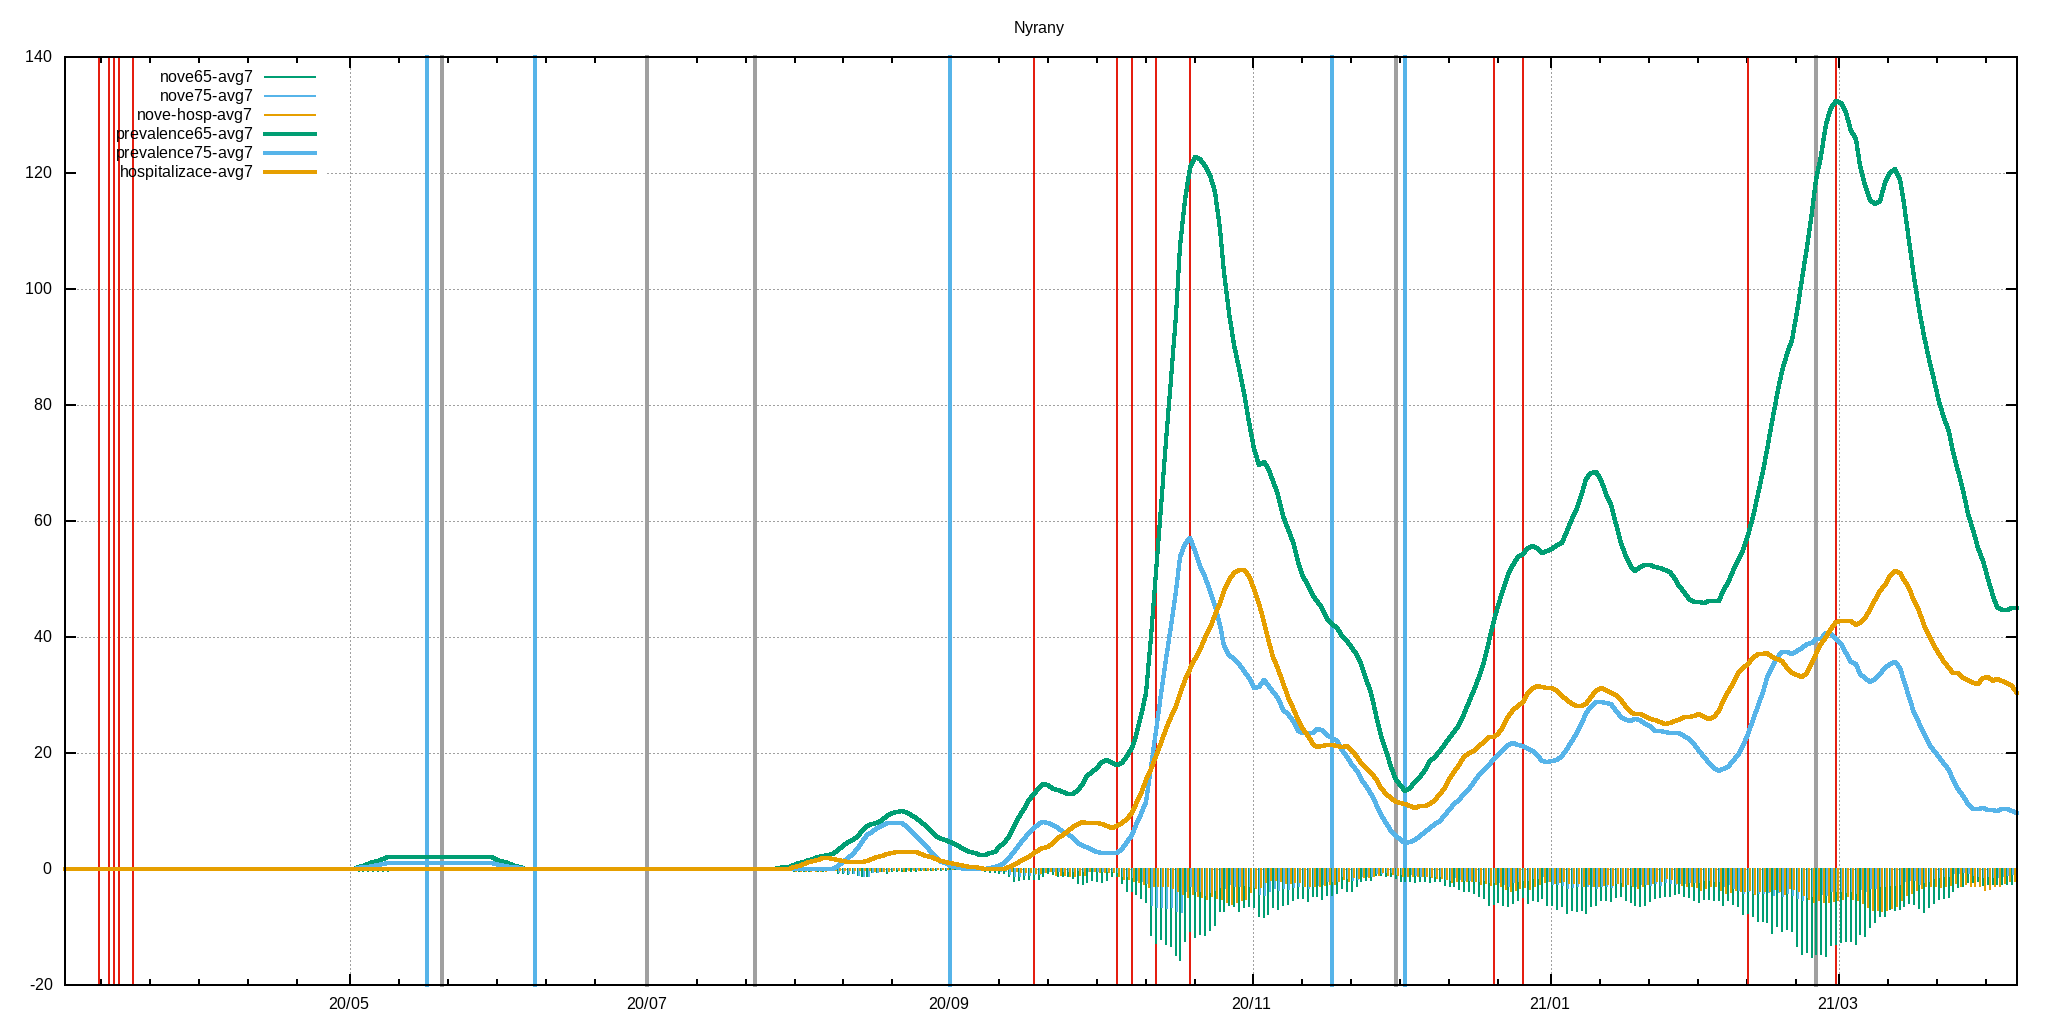 Nyrany
140
120
100
80
60
40
20
0
-20
nove65-avg7
nove75-avg7
nove-hosp-avg7
prevalence65-avg7
prevalence75-avg7
hospitalizace-avg7
20/05 20/07 20/09 20/11 21/01 21/03